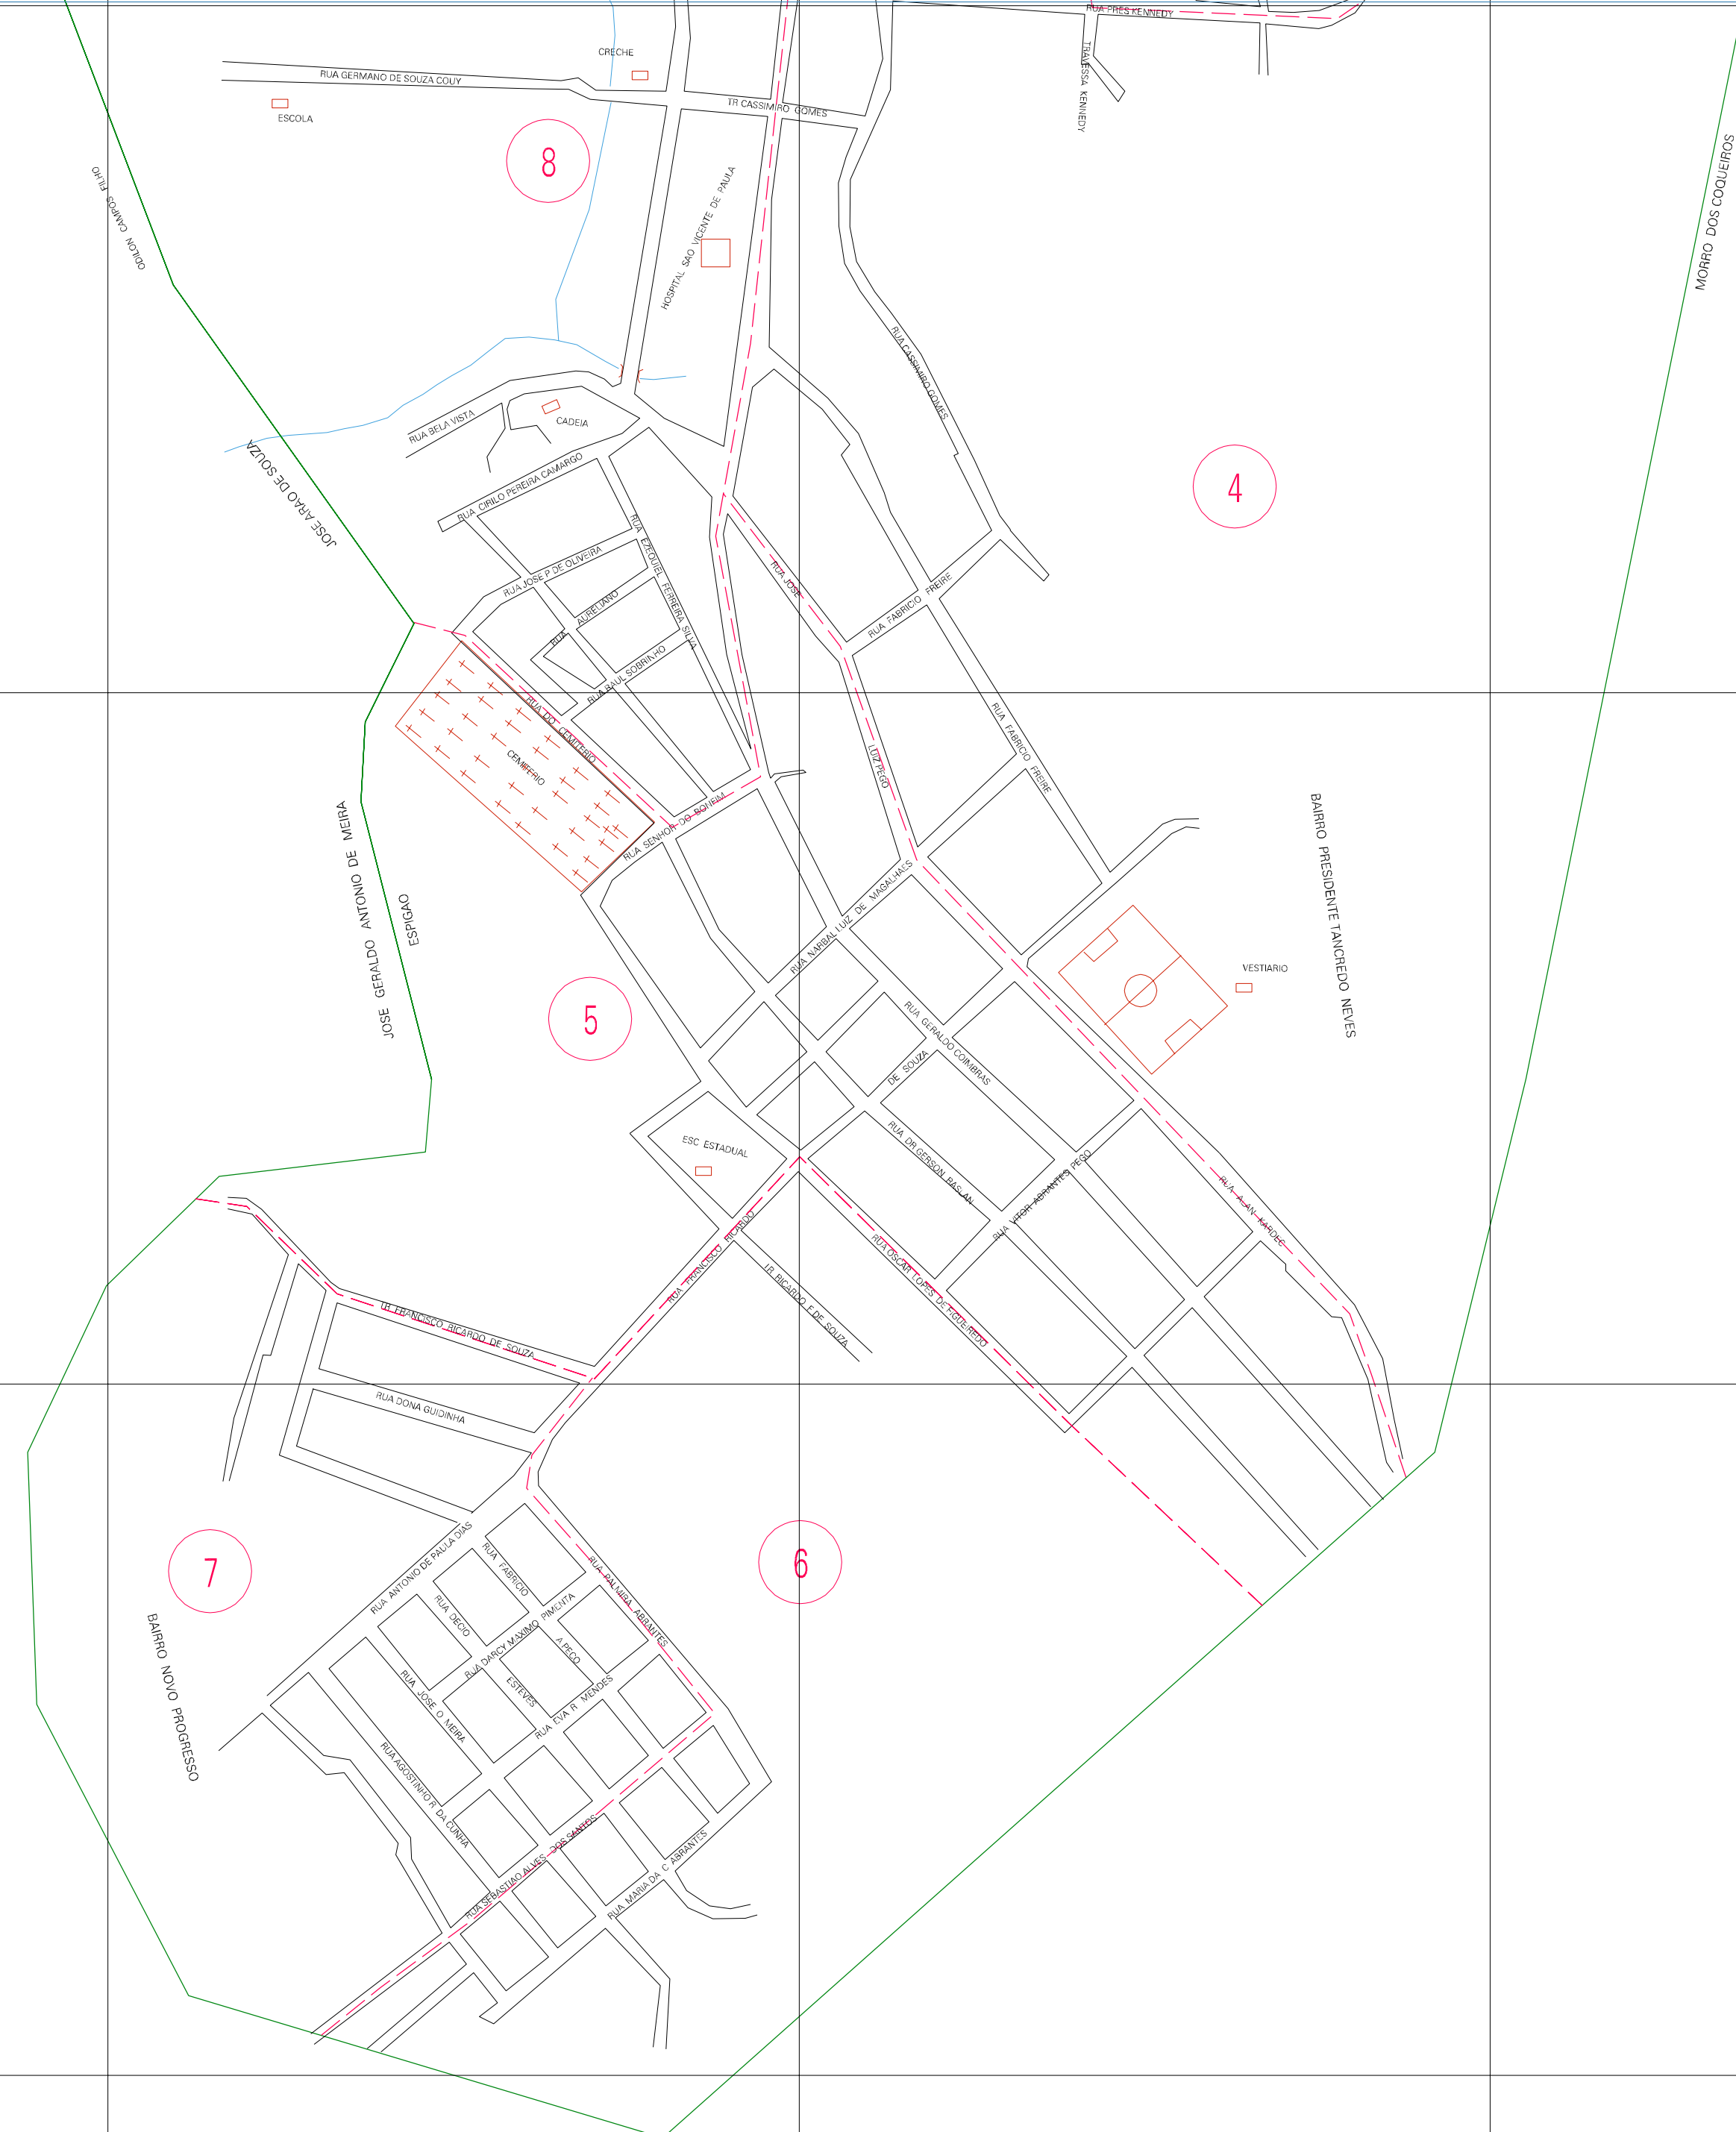 RUA PRES KENNEDY
CRECHE
RUA GERMANO DE SOUZA COUY
TRAVESSA KENNEDY
ESCOLA
TR CASSIMIRO GOMES
8
ODILON CAMPOS FILHO
HOSPITAL SAO VICENTE DE PAULA
MORRO DOS COQUEIROS
RUA CASSIMIRO GOMES
RUA BELA VISTA
CADEIA
JOSE ARAO DE SOUZA
RUA CIRILO PEREIRA CAMARGO
4
RUA EZEQUIEL FERREIRA SILVA
RUA JOSE P DE OLIVEIRA
RUA JOSE
RUA FABRICIO FREIRE
RUA AURELIANO
RUA RAUL SOBRINHO
RUA DO CEMITERIO
CEMITERIO
LUIZ PEGO
RUA FABRICIO FREIRE
RUA SENHOR DO BONFIM
JOSE GERALDO ANTONIO DE MEIRA
ESPIGAO
BAIRRO PRESIDENTE TANCREDO NEVES
RUA NARBAL LUIZ DE MAGALHAES
VESTIARIO
5
RUA GERALDO COIMBRAS
DE SOUZA
ESC ESTADUAL
RUA DR GERSON BASLAN
RUA VITOR ABRANTES PEGO
RUA ALAN KARDEC
RUA FRANCISCO RICARDO
RUA OSCAR LOPES DE FIGUEIREDO
TR RICARDO F DE SOUZA
TR FRANCISCO RICARDO DE SOUZA
RUA DONA GUIDINHA
7
6
RUA ANTONIO DE PAULA DIAS
RUA FABRICIO
RUA PALMIRA ABRANTES
RUA DECIO
RUA DARCY MAXIMO PIMENTA
A PEGO
BAIRRO NOVO PROGRESSO
RUA JOSE O MEIRA
ESTEVES
RUA EVA R MENDES
RUA AGOSTINHO R DA CUNHA
RUA SEBASTIAO ALVES DOS SANTOS
RUA MARIA DA C ABRANTES